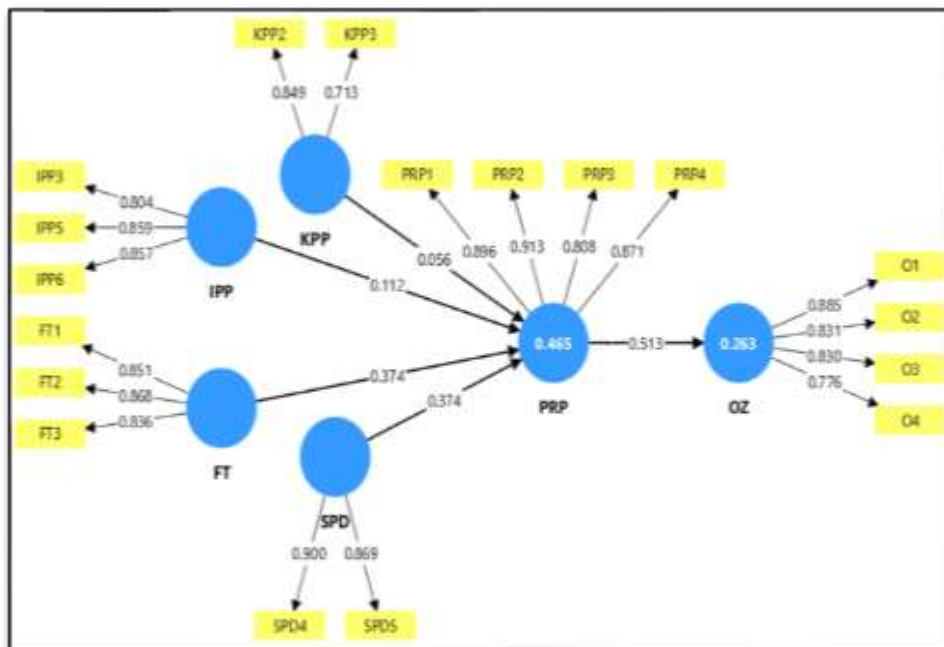 KPP2 KPP3
0.849 0.713
IPP3
0.804
IPP5
0.859
IPP6
0.857
IPP
KPP
PRP1 PRP2 PRP3 PRP4
0.896 0.913 0.808 0.871
0.056
0.112
FT1
0.851
FT2
0.868
FT3
0.836
FT
0.374
0.374
0.465
PRP
0.513
0.263
OZ
O1
0.885
O2
0.831
O3
0.830
O4
0.776
SPD
0.900 0.869
SPD4 SPD5